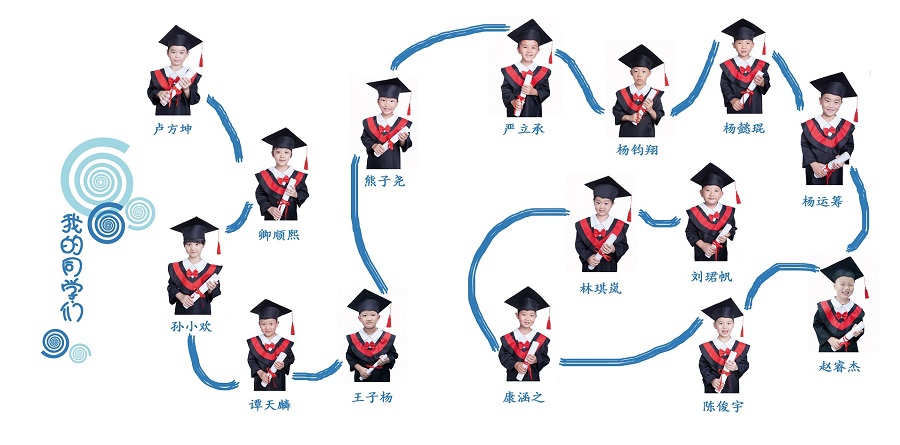 我的同学们
卢方坤
卿顺熙
孙小欢
谭天麟
王子杨
熊子尧
严立承
杨钧翔
杨懿琨
杨运筹
赵睿杰
陈俊宇
康涵之
林琪岚
刘珺帆